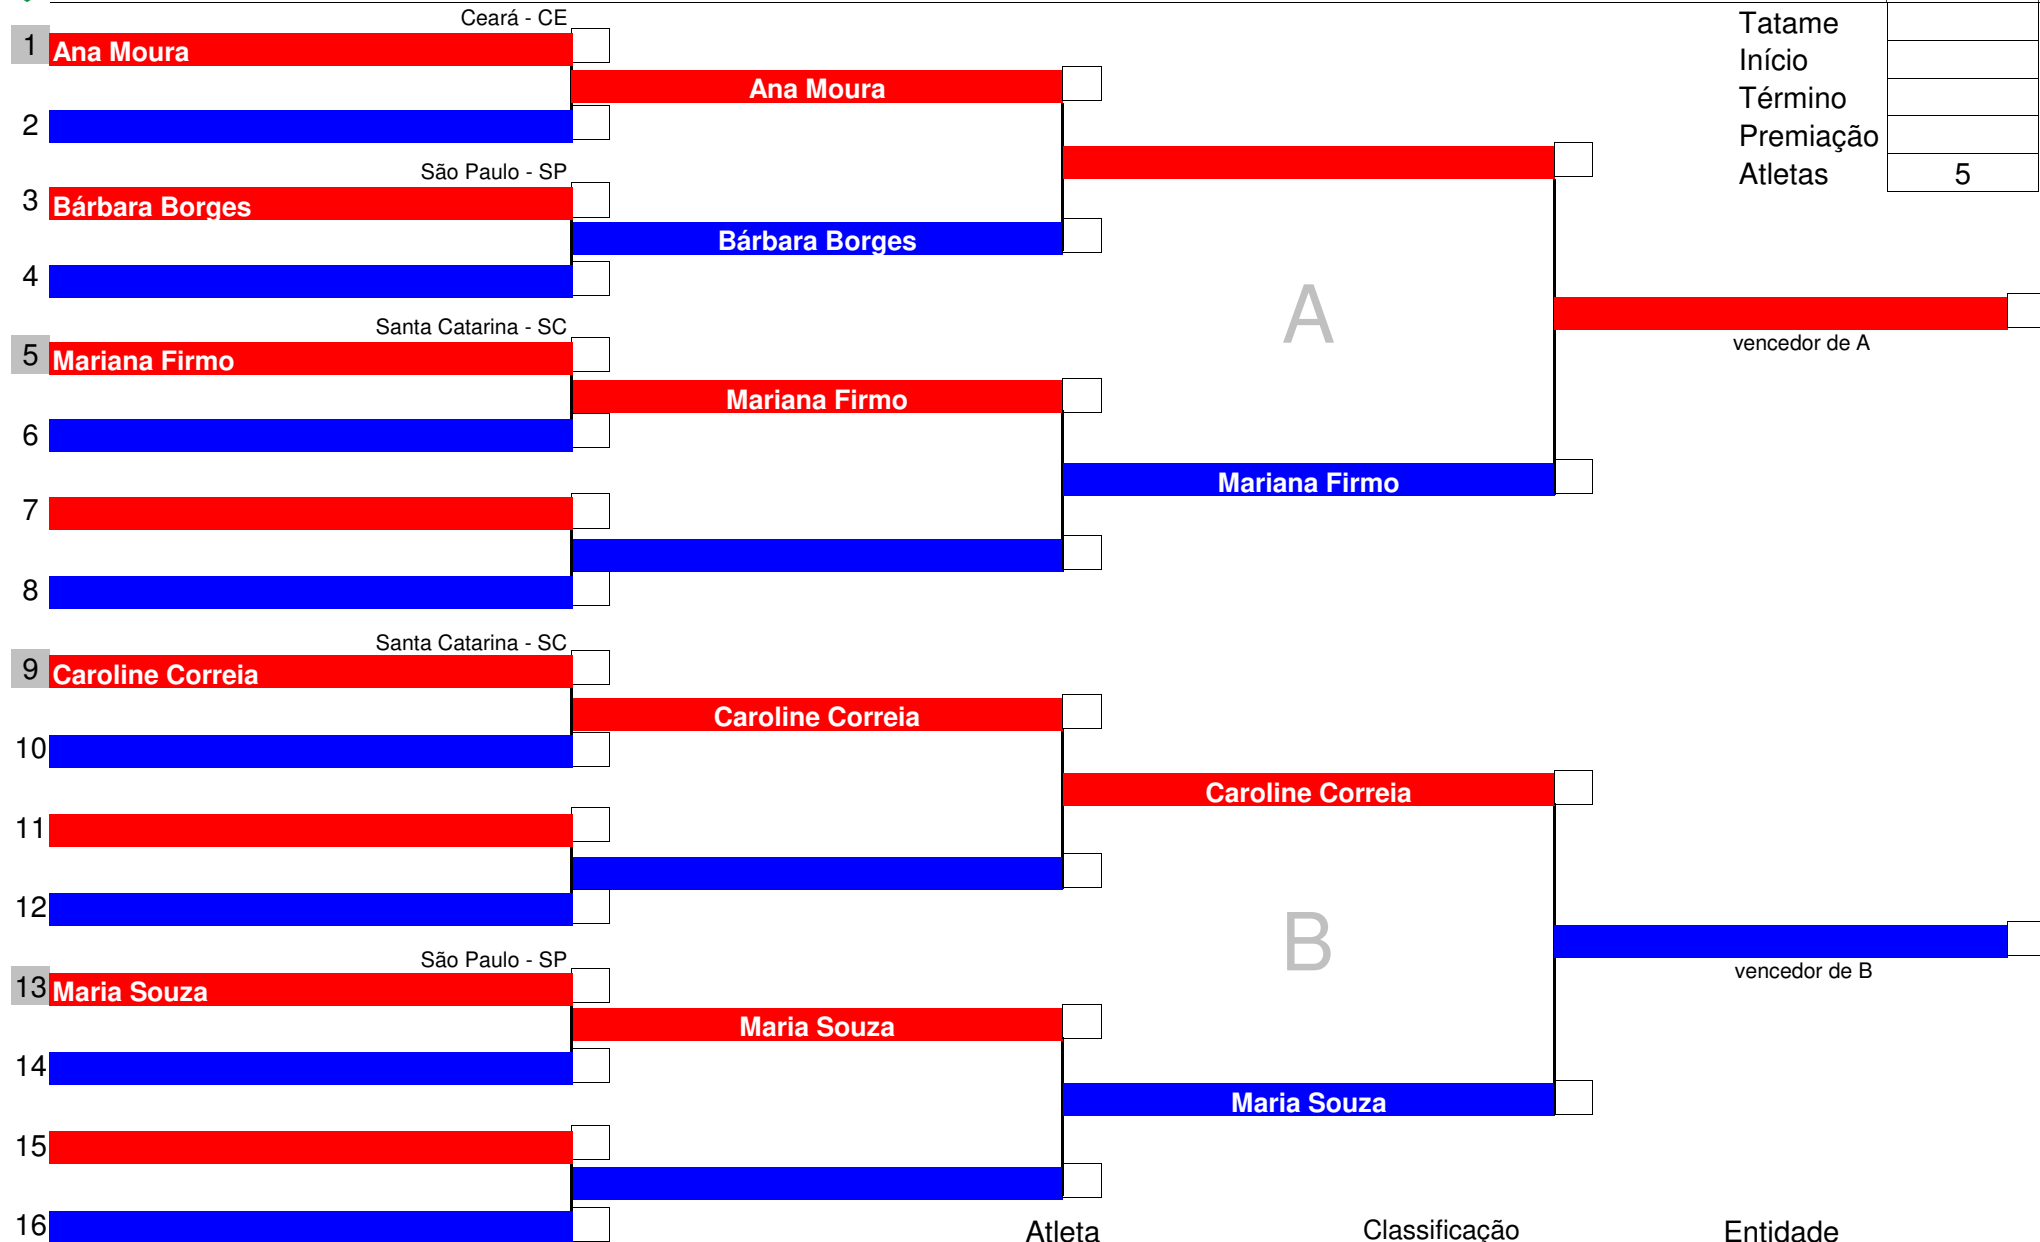 Ceará - CE
Tatame
1 Ana Moura
Início
Ana Moura
Término
2
Premiação
São Paulo - SP
Atletas 5
3 Bárbara Borges
Bárbara Borges
4
A
Santa Catarina - SC
vencedor de A
5 Mariana Firmo
Mariana Firmo
6
Mariana Firmo
7
8
Santa Catarina - SC
9 Caroline Correia
Caroline Correia
10
Caroline Correia
11
12
B
São Paulo - SP
vencedor de B
13 Maria Souza
Maria Souza
14
Maria Souza
15
16
Atleta Classificação Entidade